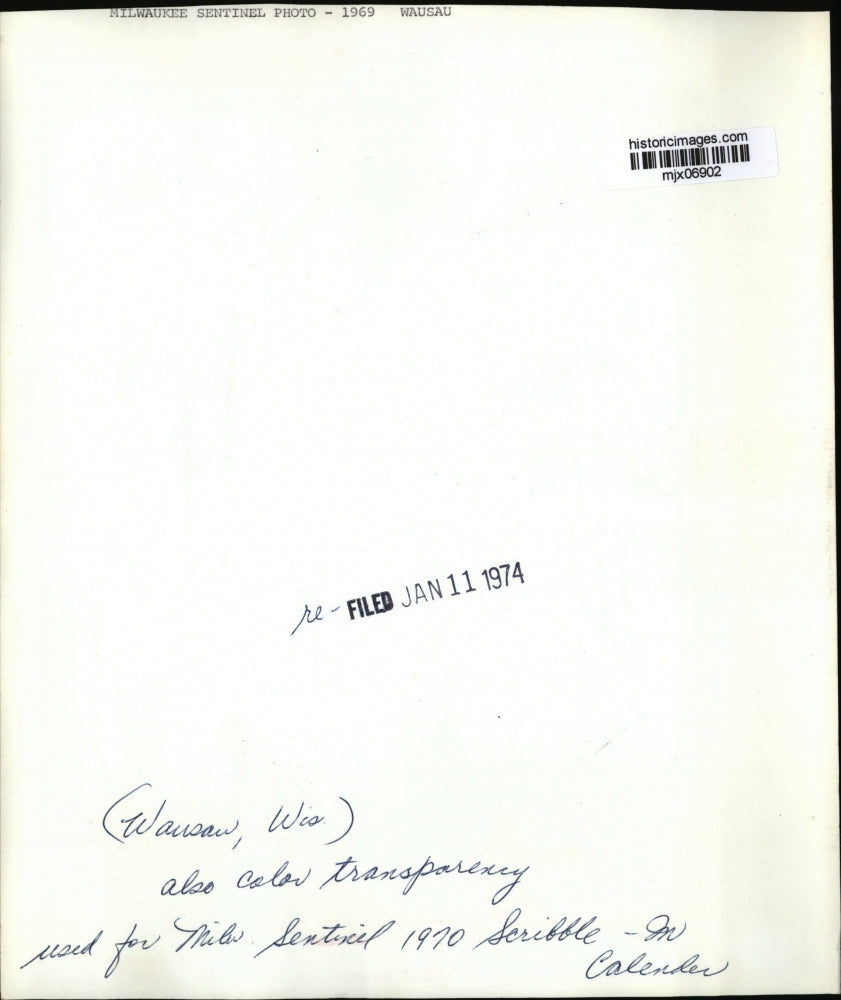 MILWAUKEE SENTINEL PHOTO - 1969 WAUSAU
historicimages.com
mjx06902
re- FILED JAN 11 1974
(Wausau, Wis.)
also color transparency
used for Milw. Sentinel 1970 Scribble - In
Calender